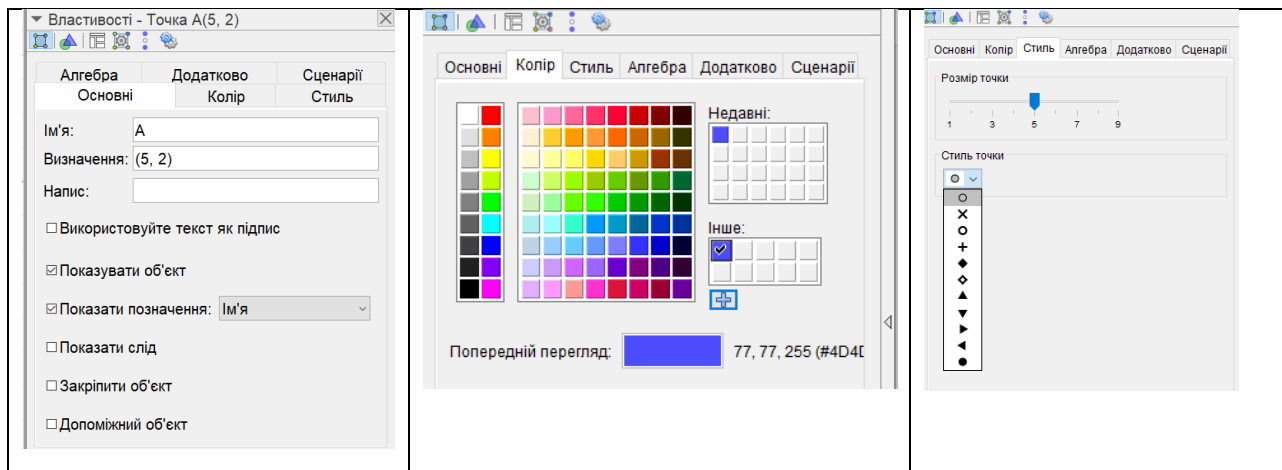 Властивості - Точка A(5, 2)
Алгебра Додатково Сценарії
Основні Колір Стиль
Ім'я: A
Визначення: (5, 2)
Напис:
Використовуйте текст як підпис
Показувати об'єкт
Показати позначення: Ім'я
Показати слід
Закріпити об'єкт
Допоміжний об'єкт
Основні Колір Стиль Алгебра Додатково Сценарії
Недавні:
Інше:
Попередній перегляд: 77, 77, 255 (#4D4D
Основні Колір Стиль Алгебра Додатково Сценарії
Розмір точки
1 3 5 7 9
Стиль точки